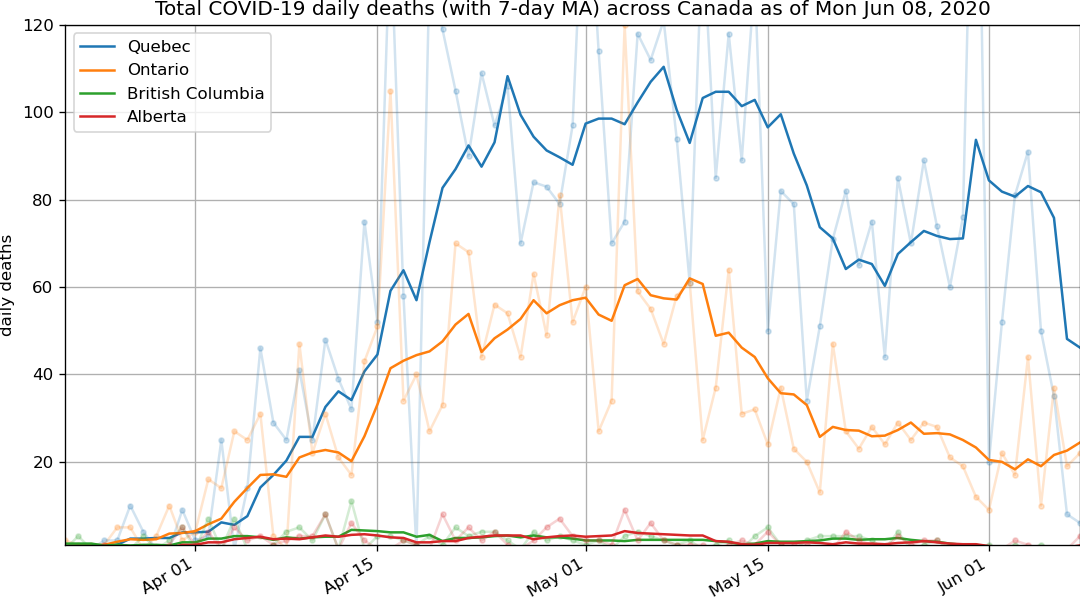 Total COVID-19 daily deaths (with 7-day MA) across Canada as of Mon Jun 08, 2020
120
100
80
60
40
20
daily deaths
Quebec
Ontario
British Columbia
Alberta
Apr 01
Apr 15
May 01
May 15
Jun 01